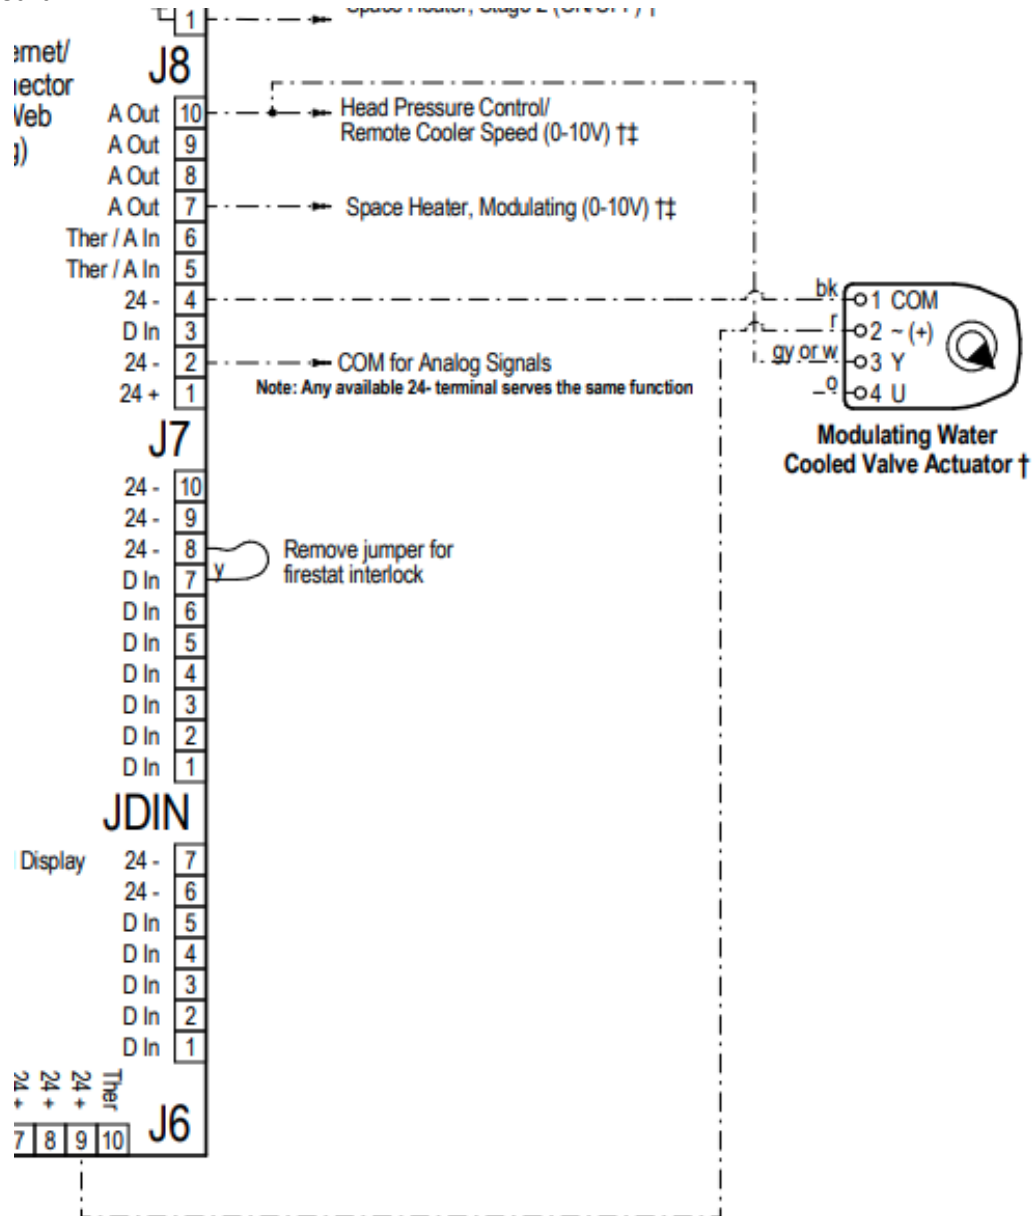 1
J8
A Out 10
Head Pressure Control/
Remote Cooler Speed (0-10V) †‡
A Out 9
A Out 8
A Out 7
Space Heater, Modulating (0-10V) †‡
Ther / A In 6
Ther / A In 5
24 - 4
bk 1 COM
D In 3
r 2 ~ (+)
24 - 2
COM for Analog Signals
gy or w 3 Y
24 + 1
Note: Any available 24- terminal serves the same function
o 4 U
J7
Modulating Water
Cooled Valve Actuator †
24 - 10
24 - 9
24 - 8
Remove jumper for
firestat interlock
D In 7
y
D In 6
D In 5
D In 4
D In 3
D In 2
D In 1
JDIN
Display
24 - 7
24 - 6
D In 5
D In 4
D In 3
D In 2
D In 1
24 +
24 +
24 +
Ther
J6
7 8 9 10